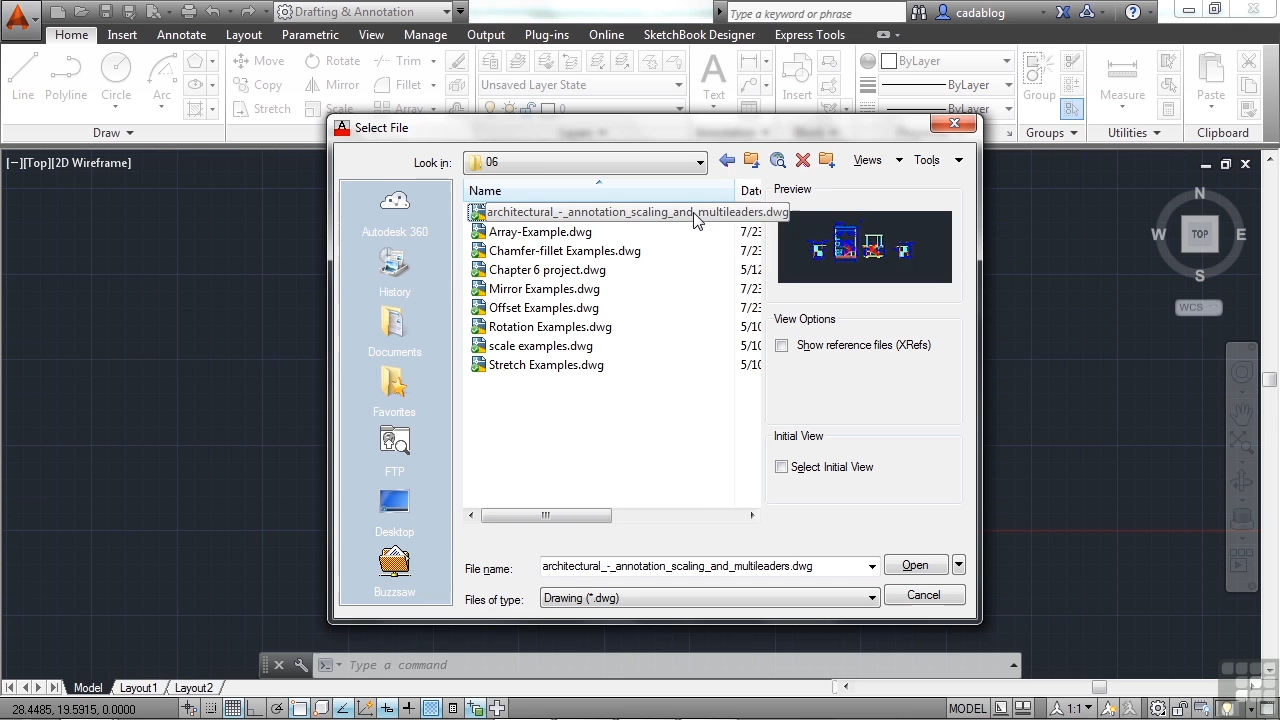 Drafting & Annotation
Type a keyword or phrase
cadablog
Home Insert Annotate Layout Parametric View Manage Output Plug-ins Online SketchBook Designer Express Tools
Line Polyline Circle Arc
Move Rotate Trim
Copy Mirror Fillet
Stretch Scale Array
Unsaved Layer State
0
Text
Insert
ByLayer
ByLayer
ByLayer
Group
Measure
Paste
Draw
Groups Utilities Clipboard
[−][Top][2D Wireframe]
Select File
Look in: 06
Views Tools
Name
Date
Preview
architectural_-_annotation_scaling_and_multileaders.dwg
Array-Example.dwg 7/23
Chamfer-fillet Examples.dwg 7/23
Chapter 6 project.dwg 5/12
Mirror Examples.dwg 7/23
Offset Examples.dwg 7/23
Rotation Examples.dwg 5/10
scale examples.dwg 5/10
Stretch Examples.dwg 5/10
Autodesk 360
History
Documents
Favorites
FTP
Desktop
Buzzsaw
View Options
Show reference files (XRefs)
Initial View
Select Initial View
File name: architectural_-_annotation_scaling_and_multileaders.dwg
Open
Files of type: Drawing (*.dwg)
Cancel
N
W TOP E
S
WCS
Type a command
Model Layout1 Layout2
28.4485, 19.5915, 0.0000
MODEL
1:1